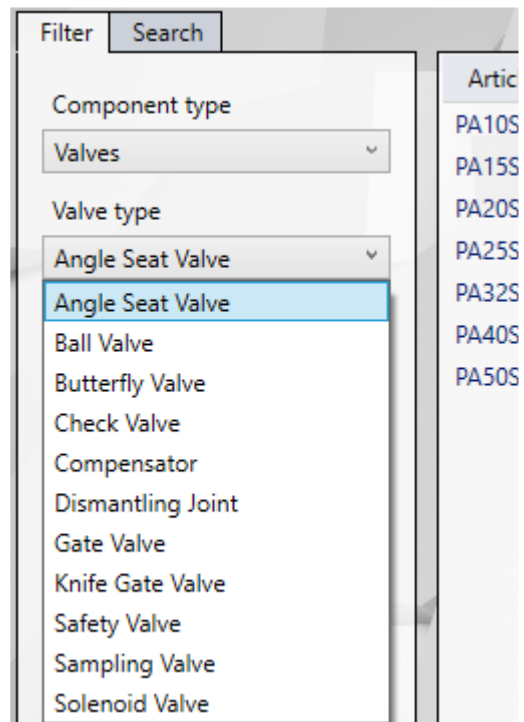 Filter
Search
Component type
Valves
Valve type
Angle Seat Valve
Angle Seat Valve
Ball Valve
Butterfly Valve
Check Valve
Compensator
Dismantling Joint
Gate Valve
Knife Gate Valve
Safety Valve
Sampling Valve
Solenoid Valve
Artic
PA10S
PA15S
PA20S
PA25S
PA32S
PA40S
PA50S